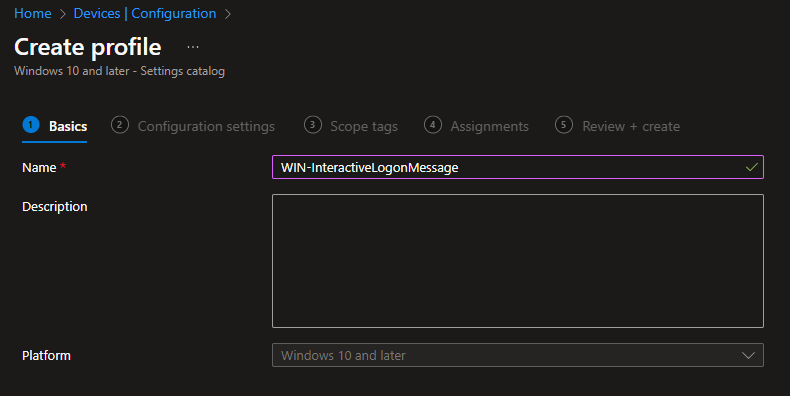 Home > Devices | Configuration >
Create profile ...
Windows 10 and later - Settings catalog
1 Basics 2 Configuration settings 3 Scope tags 4 Assignments 5 Review + create
Name * WIN-InteractiveLogonMessage
Description
Platform Windows 10 and later